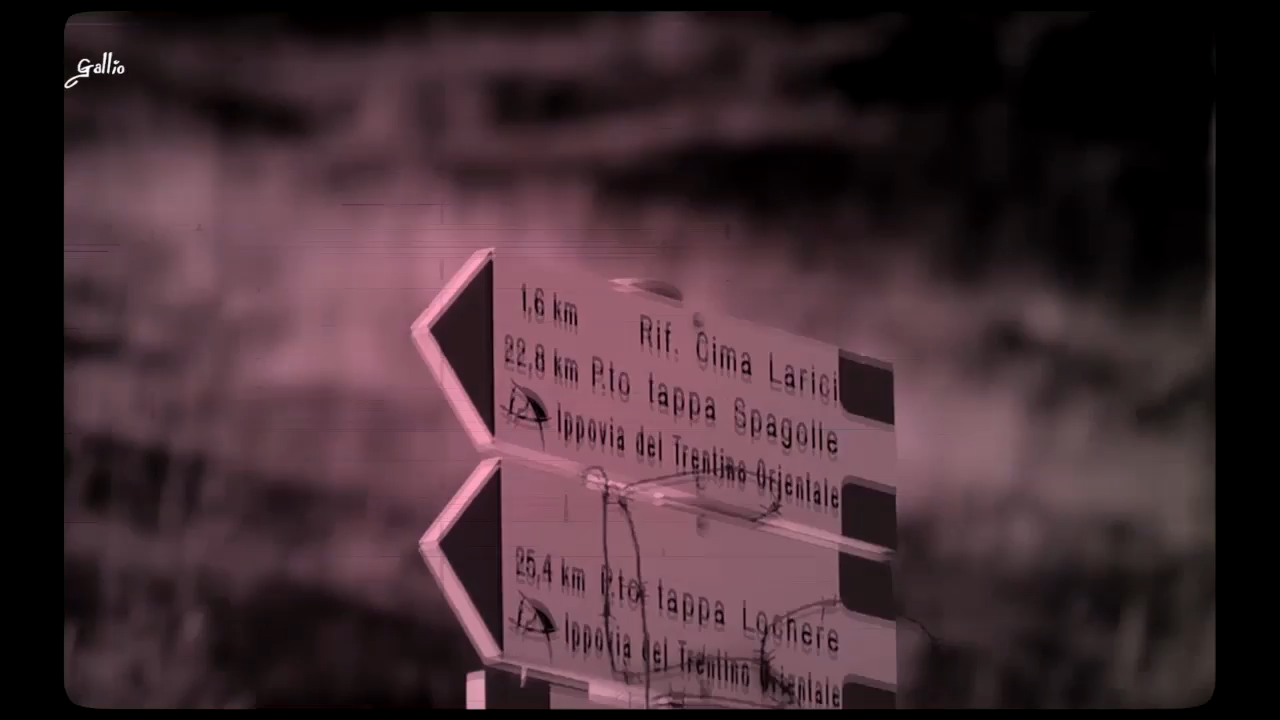 Gallio
1,6 km Rif. Cima Larici
22,8 km P.to tappa Spagolle
Ippovia del Trentino Orientale
25,4 km P.to tappa Lochere
Ippovia del Trentino Orientale